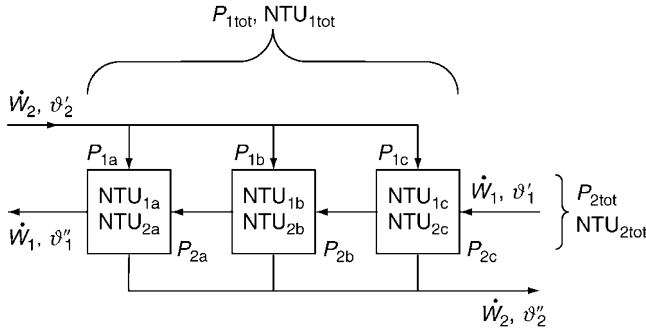 P1tot, NTU1tot
Ẇ2, ϑ′2
P1a P1b P1c
NTU1a NTU1b NTU1c Ẇ1, ϑ′1 P2tot
NTU2a NTU2b NTU2c NTU2tot
Ẇ1, ϑ″1 P2a P2b P2c
Ẇ2, ϑ″2